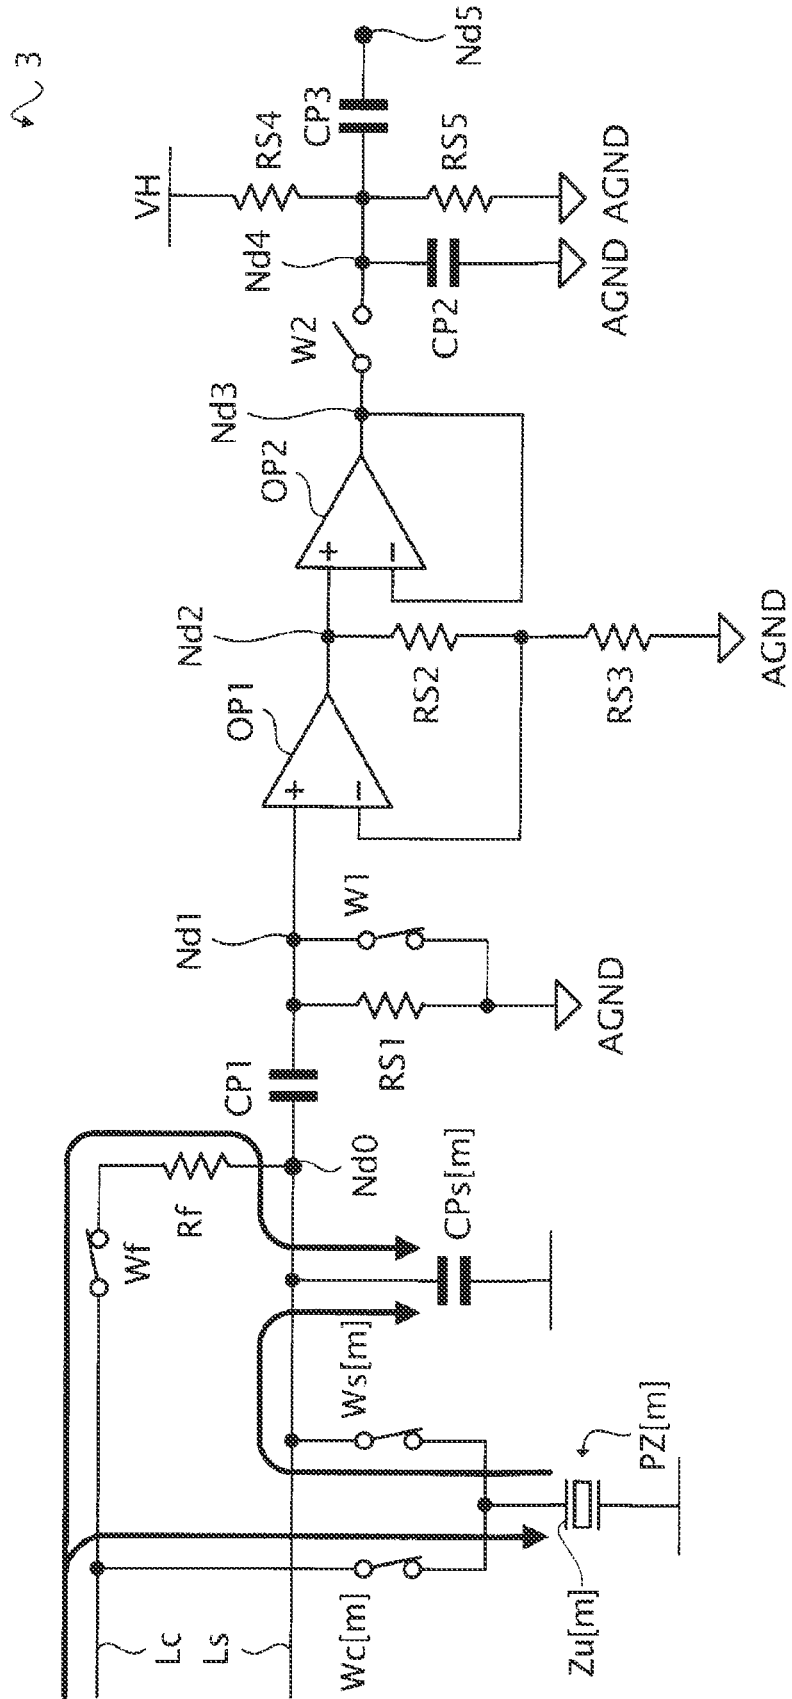 3
VH
RS4
CP3
Nd5
Nd4
RS5
W2
CP2
AGND
AGND
Nd3
OP2
+
−
Nd2
OP1
+
−
RS2
RS3
AGND
Nd1
W1
CP1
RS1
AGND
Rf
Wf
Nd0
CPs[m]
Ws[m]
Wc[m]
PZ[m]
Zu[m]
Lc
Ls